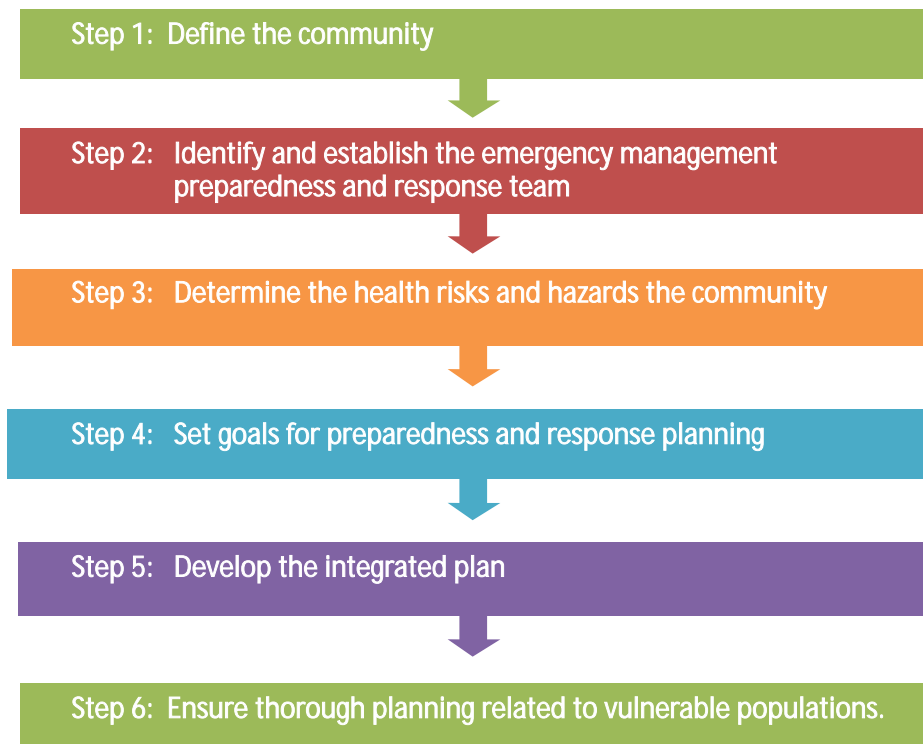 Step 1: Define the community
Step 2: Identify and establish the emergency management
preparedness and response team
Step 3: Determine the health risks and hazards the community
Step 4: Set goals for preparedness and response planning
Step 5: Develop the integrated plan
Step 6: Ensure thorough planning related to vulnerable populations.